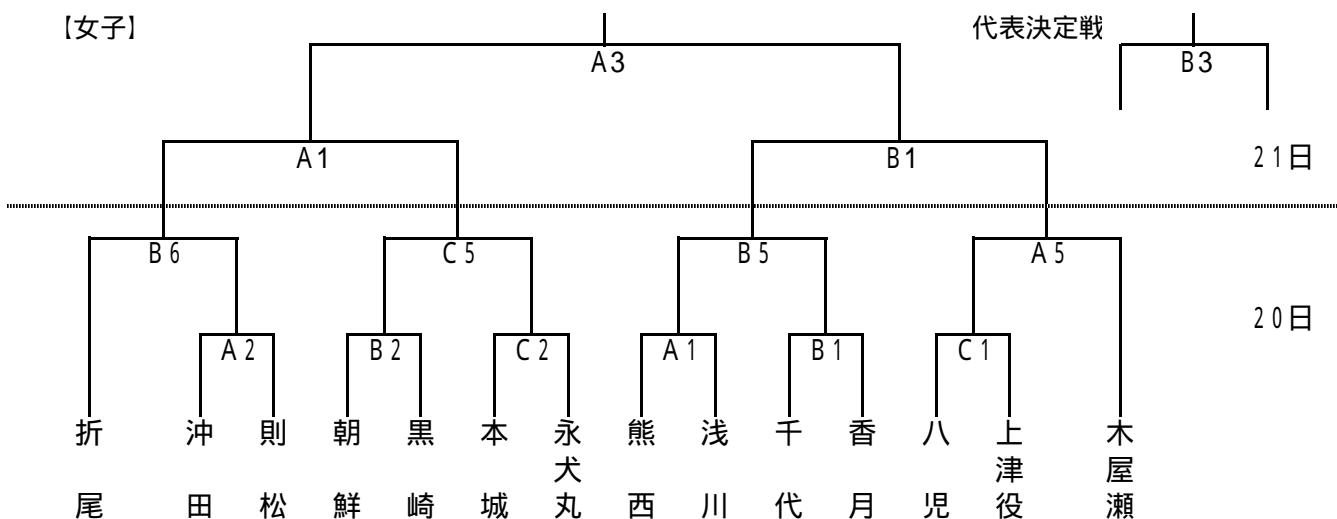 【女子】
代表決定戦
A3
B3
A1
B1
21日
B6
C5
B5
A5
20日
A2
B2
C2
A1
B1
C1
折尾
沖田
則松
朝鮮
黒崎
本城
永犬丸
熊西
浅川
千代
香月
八児
上津役
木屋瀬